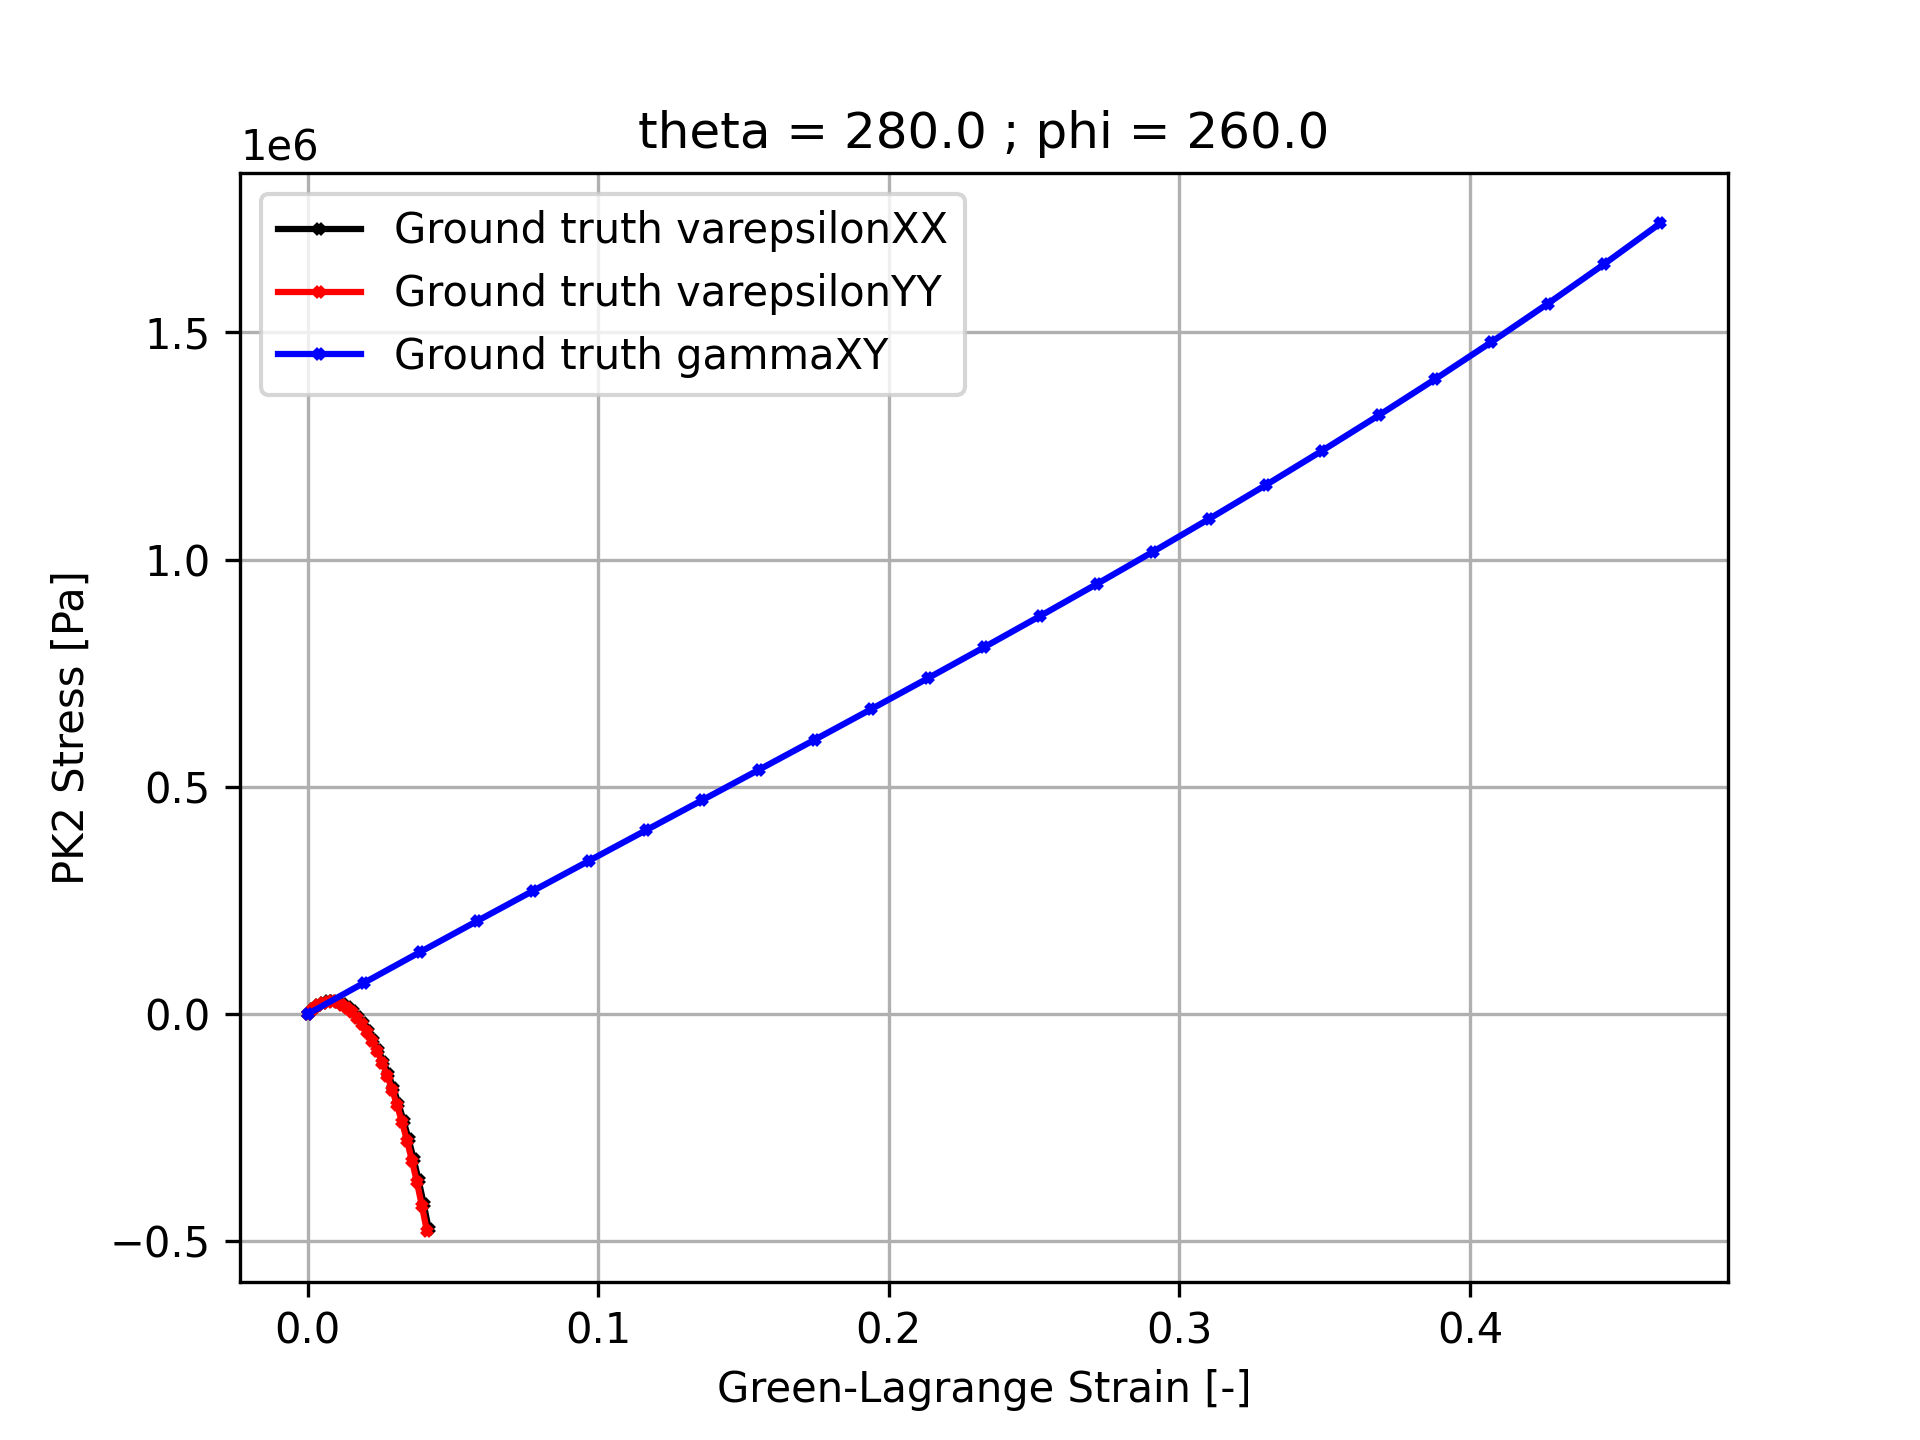 theta = 280.0 ; phi = 260.0
1e6
Ground truth varepsilonXX
Ground truth varepsilonYY
Ground truth gammaXY
1.5
1.0
0.5
0.0
−0.5
PK2 Stress [Pa]
0.0 0.1 0.2 0.3 0.4
Green-Lagrange Strain [-]